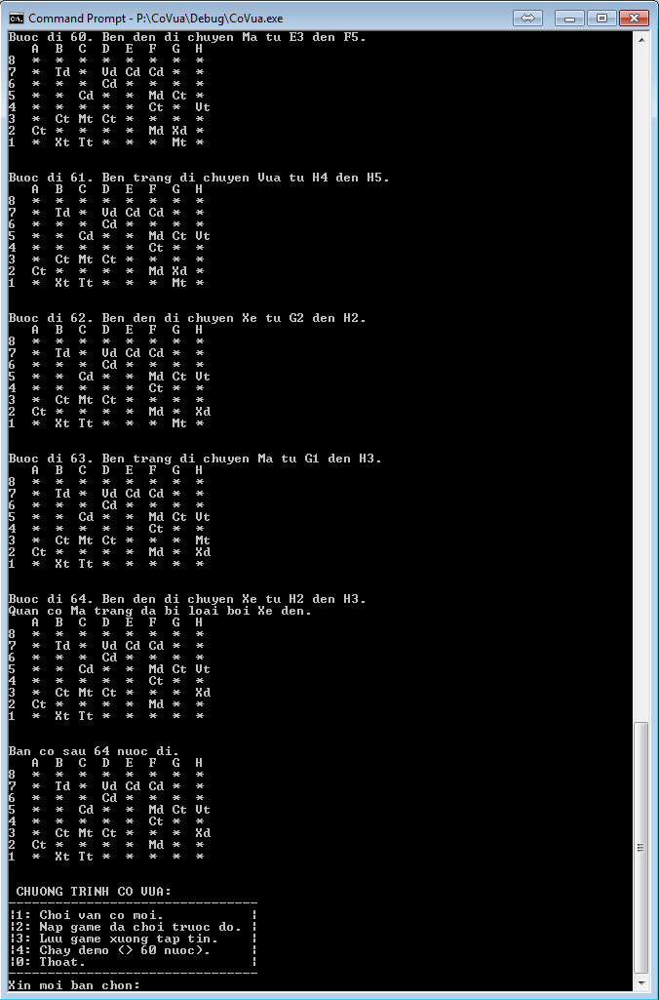 Command Prompt - P:\CoVua\Debug\CoVua.exe
Buoc di 60. Ben den di chuyen Ma tu E3 den F5.
   A  B  C  D  E  F  G  H
8  *  *  *  *  *  *  *  *
7  *  Td *  Vd Cd Cd *  *
6  *  *  *  Cd *  *  *  *
5  *  *  Cd *  *  Md Ct *
4  *  *  *  *  *  Ct *  Vt
3  *  Ct Mt Ct *  *  *  *
2  Ct *  *  *  *  Md Xd *
1  *  Xt Tt *  *  *  Mt *
Buoc di 61. Ben trang di chuyen Vua tu H4 den H5.
   A  B  C  D  E  F  G  H
8  *  *  *  *  *  *  *  *
7  *  Td *  Vd Cd Cd *  *
6  *  *  *  Cd *  *  *  *
5  *  *  Cd *  *  Md Ct Vt
4  *  *  *  *  *  Ct *  *
3  *  Ct Mt Ct *  *  *  *
2  Ct *  *  *  *  Md Xd *
1  *  Xt Tt *  *  *  Mt *
Buoc di 62. Ben den di chuyen Xe tu G2 den H2.
   A  B  C  D  E  F  G  H
8  *  *  *  *  *  *  *  *
7  *  Td *  Vd Cd Cd *  *
6  *  *  *  Cd *  *  *  *
5  *  *  Cd *  *  Md Ct Vt
4  *  *  *  *  *  Ct *  *
3  *  Ct Mt Ct *  *  *  *
2  Ct *  *  *  *  Md *  Xd
1  *  Xt Tt *  *  *  Mt *
Buoc di 63. Ben trang di chuyen Ma tu G1 den H3.
   A  B  C  D  E  F  G  H
8  *  *  *  *  *  *  *  *
7  *  Td *  Vd Cd Cd *  *
6  *  *  *  Cd *  *  *  *
5  *  *  Cd *  *  Md Ct Vt
4  *  *  *  *  *  Ct *  *
3  *  Ct Mt Ct *  *  *  Mt
2  Ct *  *  *  *  Md *  Xd
1  *  Xt Tt *  *  *  *  *
Buoc di 64. Ben den di chuyen Xe tu H2 den H3.
Quan co Ma trang da bi loai boi Xe den.
   A  B  C  D  E  F  G  H
8  *  *  *  *  *  *  *  *
7  *  Td *  Vd Cd Cd *  *
6  *  *  *  Cd *  *  *  *
5  *  *  Cd *  *  Md Ct Vt
4  *  *  *  *  *  Ct *  *
3  *  Ct Mt Ct *  *  *  Xd
2  Ct *  *  *  *  Md *  *
1  *  Xt Tt *  *  *  *  *
Ban co sau 64 nuoc di.
   A  B  C  D  E  F  G  H
8  *  *  *  *  *  *  *  *
7  *  Td *  Vd Cd Cd *  *
6  *  *  *  Cd *  *  *  *
5  *  *  Cd *  *  Md Ct Vt
4  *  *  *  *  *  Ct *  *
3  *  Ct Mt Ct *  *  *  Xd
2  Ct *  *  *  *  Md *  *
1  *  Xt Tt *  *  *  *  *
CHUONG TRINH CO VUA:
--------------------------------
|1: Choi van co moi.           |
|2: Nap game da choi truoc do. |
|3: Luu game xuong tap tin.    |
|4: Chay demo (> 60 nuoc).     |
|0: Thoat.                     |
--------------------------------
Xin moi ban chon: